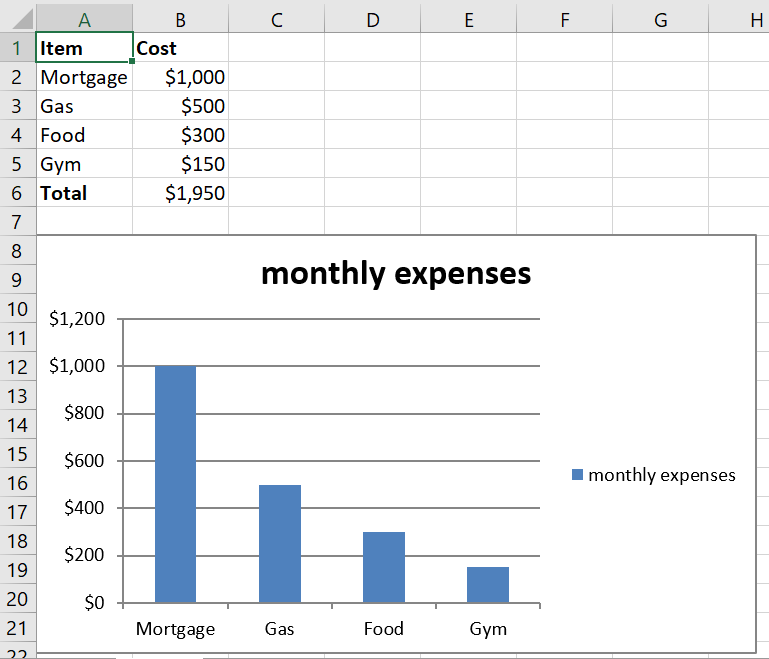 A B C D E F G H
1 Item Cost
2 Mortgage $1,000
3 Gas $500
4 Food $300
5 Gym $150
6 Total $1,950
7
8
9 monthly expenses
10 $1,200
11
12 $1,000
13
14 $800
15
16 $600 monthly expenses
17 $400
18
19 $200
20 $0
21 Mortgage Gas Food Gym
22